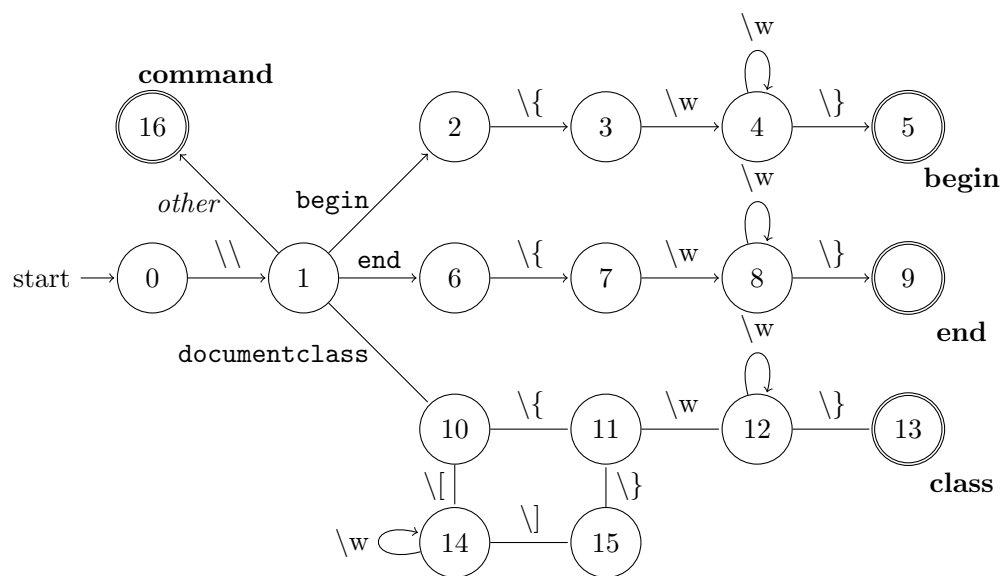 \w
command
16
2
\{
3
\w
4
\}
5
other
begin
\w
begin
start
0
\\
1
end
6
\{
7
\w
8
\}
9
documentclass
\w
end
10
\{
11
\w
12
\}
13
\[
\}
class
\w
14
\]
15